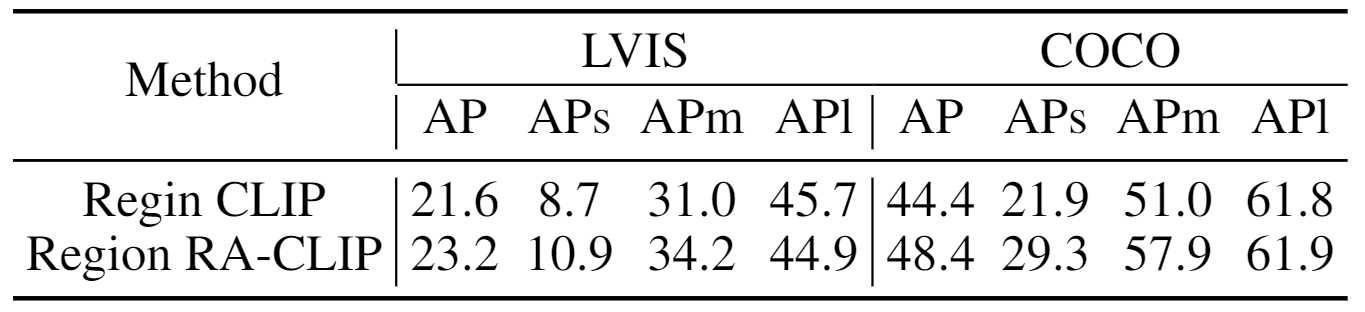 Method LVIS COCO
AP APs APm APl AP APs APm APl
Regin CLIP 21.6 8.7 31.0 45.7 44.4 21.9 51.0 61.8
Region RA-CLIP 23.2 10.9 34.2 44.9 48.4 29.3 57.9 61.9